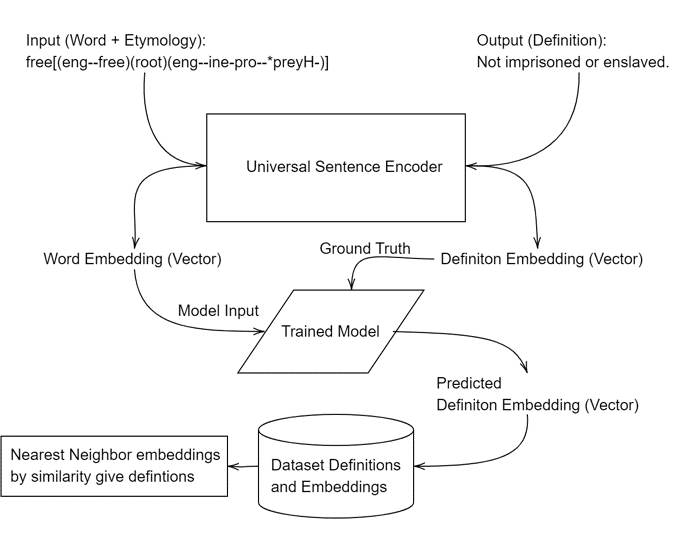 Input (Word + Etymology):
free[(eng--free)(root)(eng--ine-pro--*preyH-)]
Output (Definition):
Not imprisoned or enslaved.
Universal Sentence Encoder
Ground Truth
Word Embedding (Vector)
Definiton Embedding (Vector)
Model Input
Trained Model
Predicted
Definiton Embedding (Vector)
Nearest Neighbor embeddings
by similarity give defintions
Dataset Definitions
and Embeddings